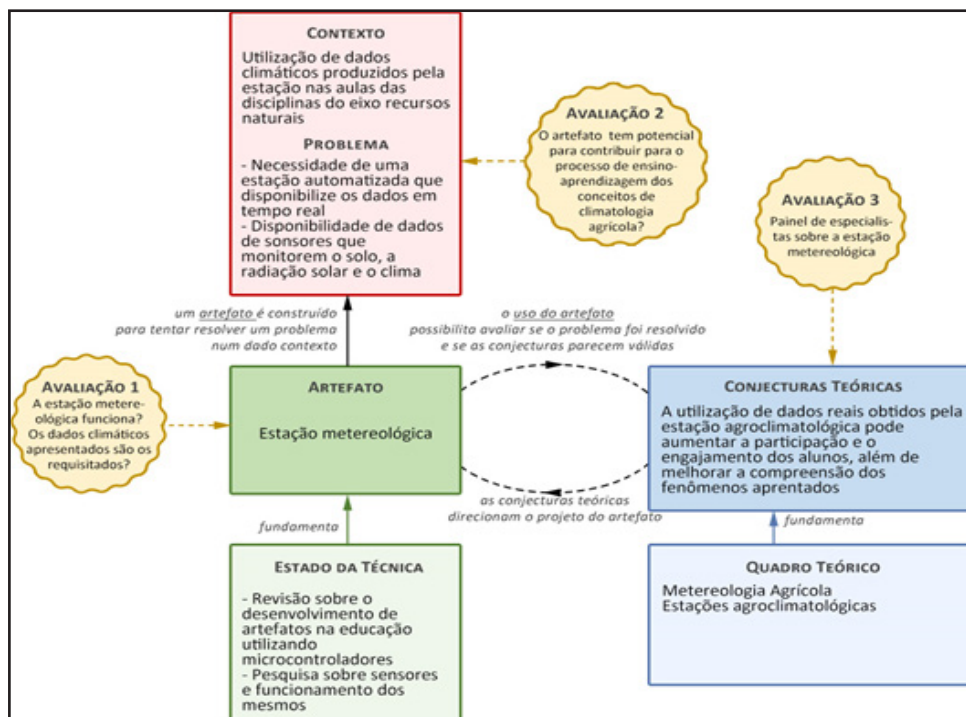 CONTEXTO
Utilização de dados
climáticos produzidos pela
estação nas aulas das
disciplinas do eixo recursos
naturais
PROBLEMA
- Necessidade de uma
estação automatizada que
disponibilize os dados em
tempo real
- Disponibilidade de dados
de sonsores que
monitorem o solo, a
radiação solar e o clima
AVALIAÇÃO 2
O artefato tem potencial
para contribuir para o
processo de ensino-
aprendizagem dos
conceitos de
climatologia
agrícola?
AVALIAÇÃO 3
Painel de especialis-
tas sobre a estação
metereológica
um artefato é construído
para tentar resolver um problema
num dado contexto
o uso do artefato
possibilita avaliar se o problema foi resolvido
e se as conjecturas parecem válidas
AVALIAÇÃO 1
A estação metere-
ológica funciona?
Os dados climáticos
apresentados são os
requisitados?
ARTEFATO
Estação metereológica
CONJECTURAS TEÓRICAS
A utilização de dados reais obtidos pela
estação agroclimatológica pode
aumentar a participação e o
engajamento dos alunos, além de
melhorar a compreensão dos
fenômenos aprentados
as conjecturas teóricas
direcionam o projeto do artefato
fundamenta
fundamenta
ESTADO DA TÉCNICA
- Revisão sobre o
desenvolvimento de
artefatos na educação
utilizando
microcontroladores
- Pesquisa sobre sensores
e funcionamento dos
mesmos
QUADRO TEÓRICO
Metereologia Agrícola
Estações agroclimatológicas